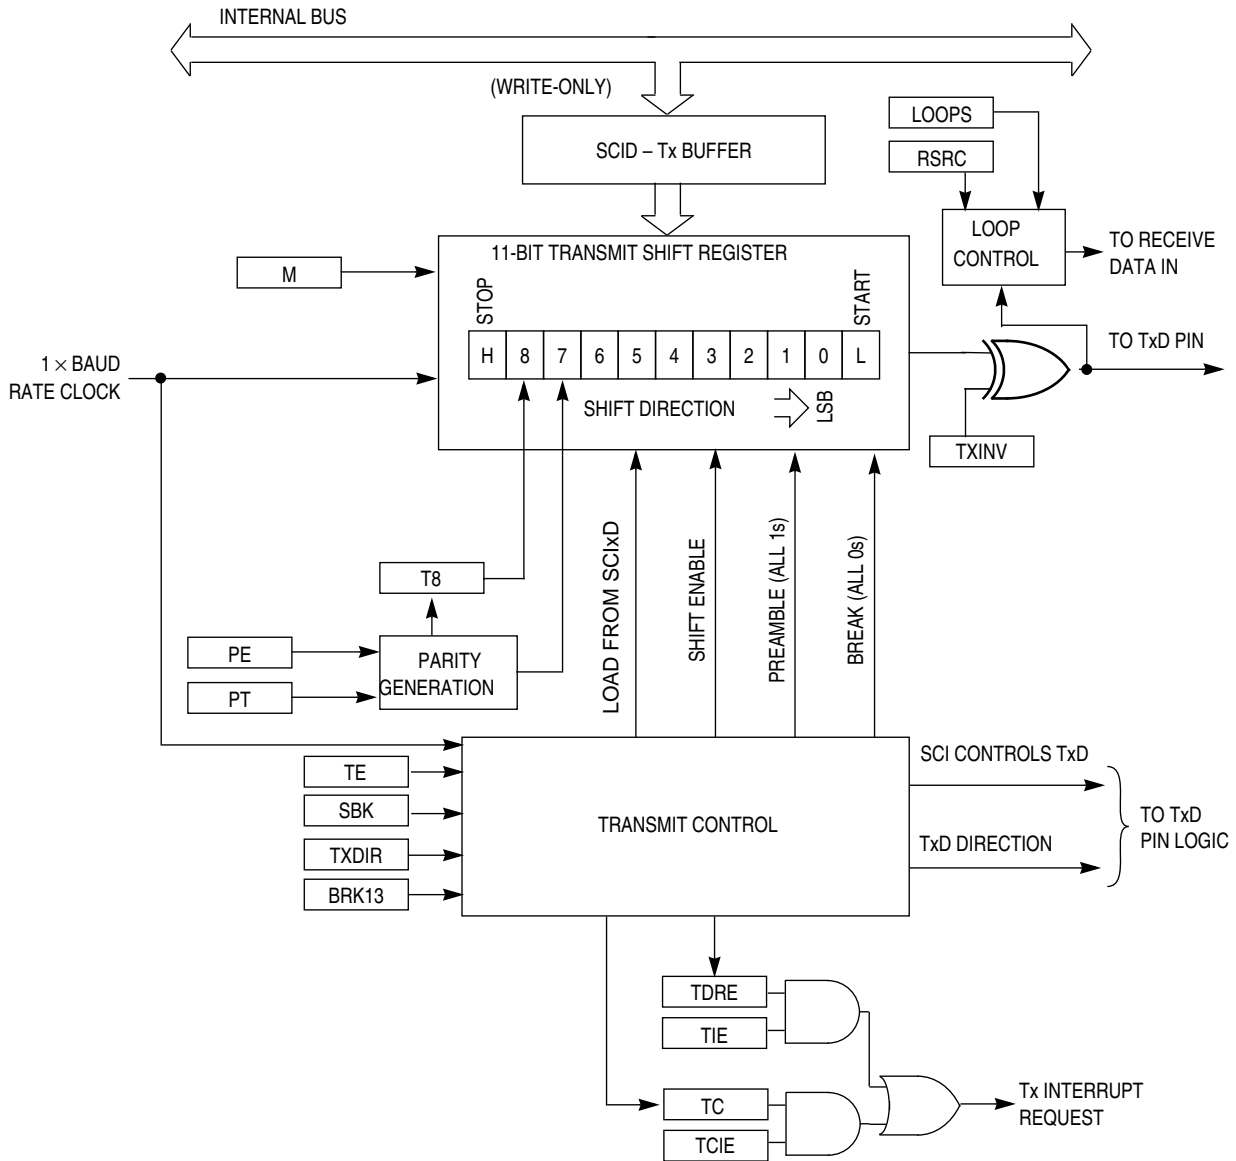 INTERNAL BUS
(WRITE-ONLY)
SCID – Tx BUFFER
LOOPS
RSRC
LOOP
CONTROL
TO RECEIVE
DATA IN
11-BIT TRANSMIT SHIFT REGISTER
M
STOP
START
H 8 7 6 5 4 3 2 1 0 L
1 × BAUD
RATE CLOCK
SHIFT DIRECTION
LSB
TO TxD PIN
TXINV
LOAD FROM SCIxD
SHIFT ENABLE
PREAMBLE (ALL 1s)
BREAK (ALL 0s)
T8
PE
PT
PARITY
GENERATION
TE
SBK
TXDIR
BRK13
TRANSMIT CONTROL
SCI CONTROLS TxD
TxD DIRECTION
TO TxD
PIN LOGIC
TDRE
TIE
TC
TCIE
Tx INTERRUPT
REQUEST